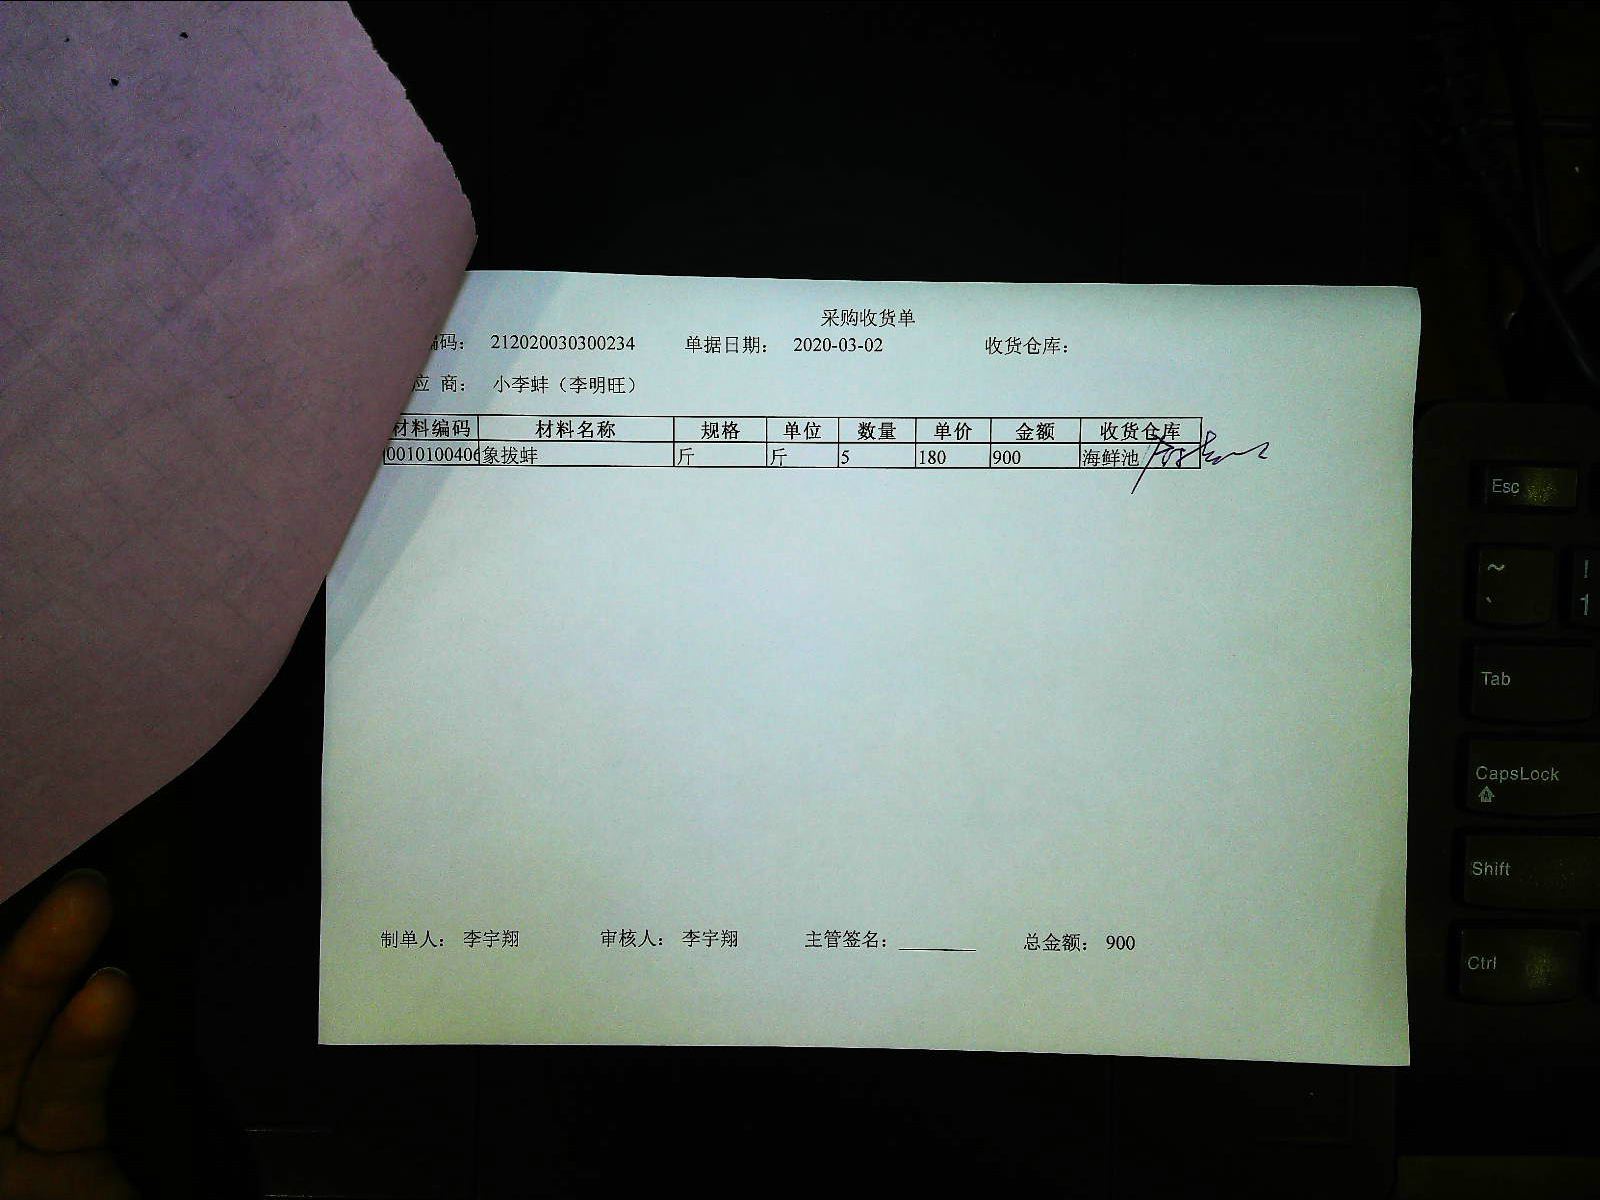 采购收货单
编码: 212020030300234 单据日期: 2020-03-02 收货仓库:
应 商: 小李蚌（李明旺）
材料编码 材料名称 规格 单位 数量 单价 金额 收货仓库
0010100406 象拔蚌 斤 斤 5 180 900 海鲜池
制单人: 李宇翔 审核人: 李宇翔 主管签名: 总金额: 900
Esc
~ !
` 1
Tab
CapsLock
A
Shift
Ctrl